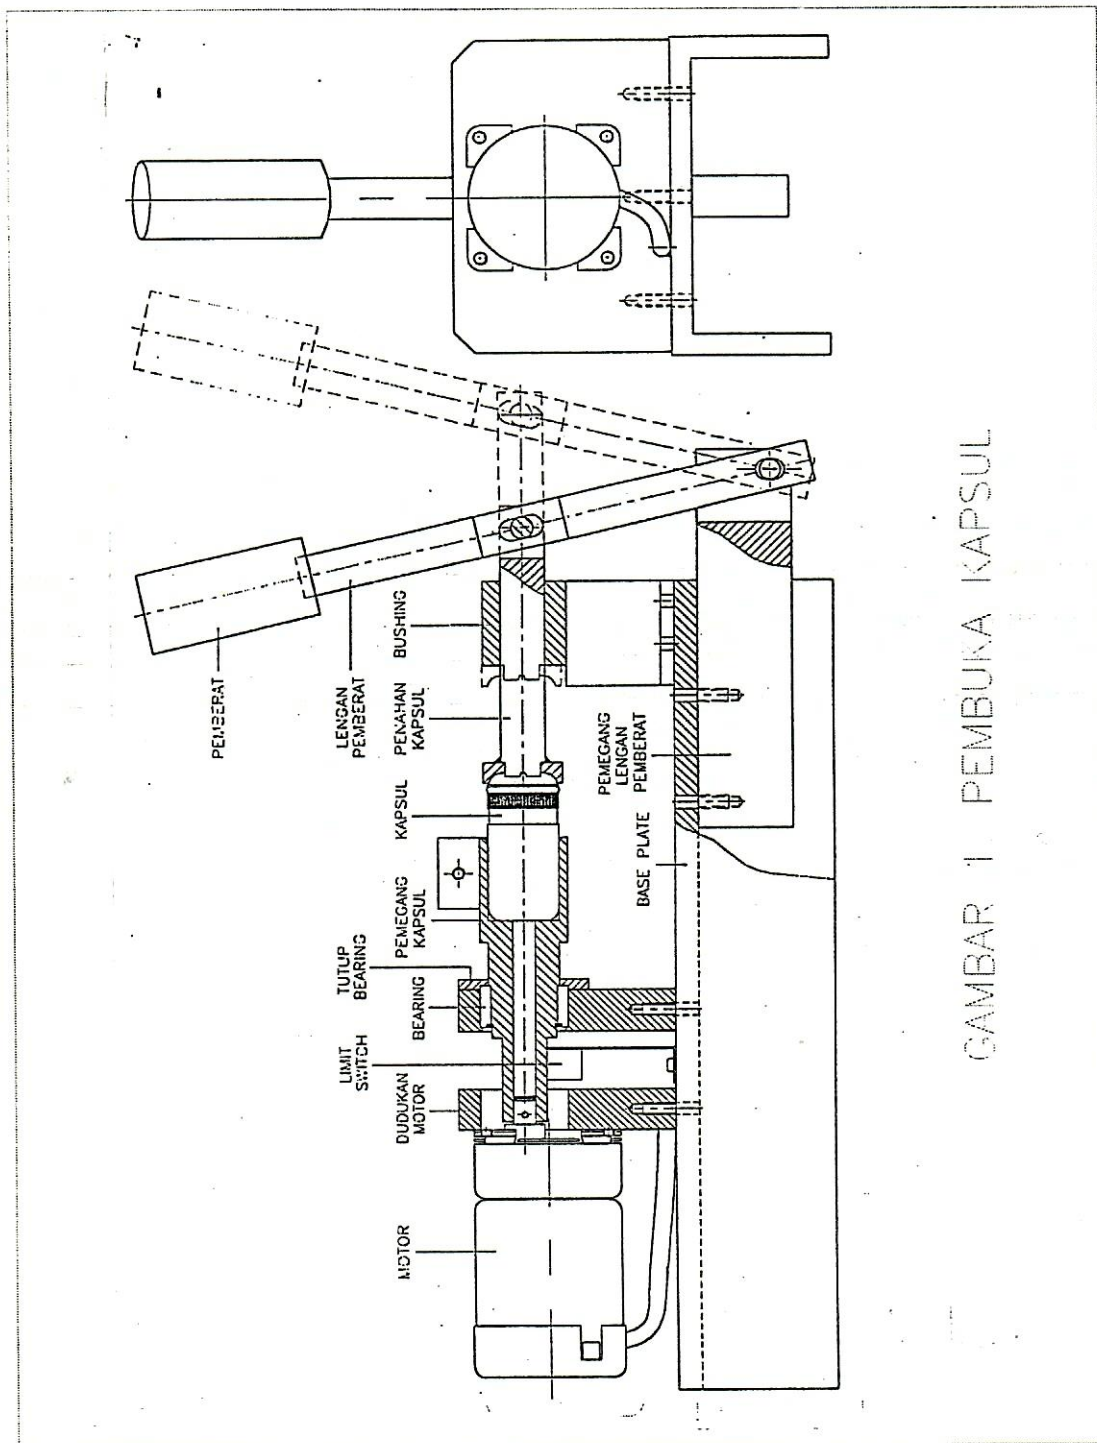 PEMBERAT
LENGAN
PEMBERAT
PENAHAN
KAPSUL
BUSHING
KAPSUL
PEMEGANG
LENGAN
PEMBERAT
PEMEGANG
KAPSUL
BASE PLATE
TUTUP
BEARING
BEARING
LIMIT
SWITCH
DUDUKAN
MOTOR
MOTOR
GAMBAR 1 PEMBUKA KAPSUL